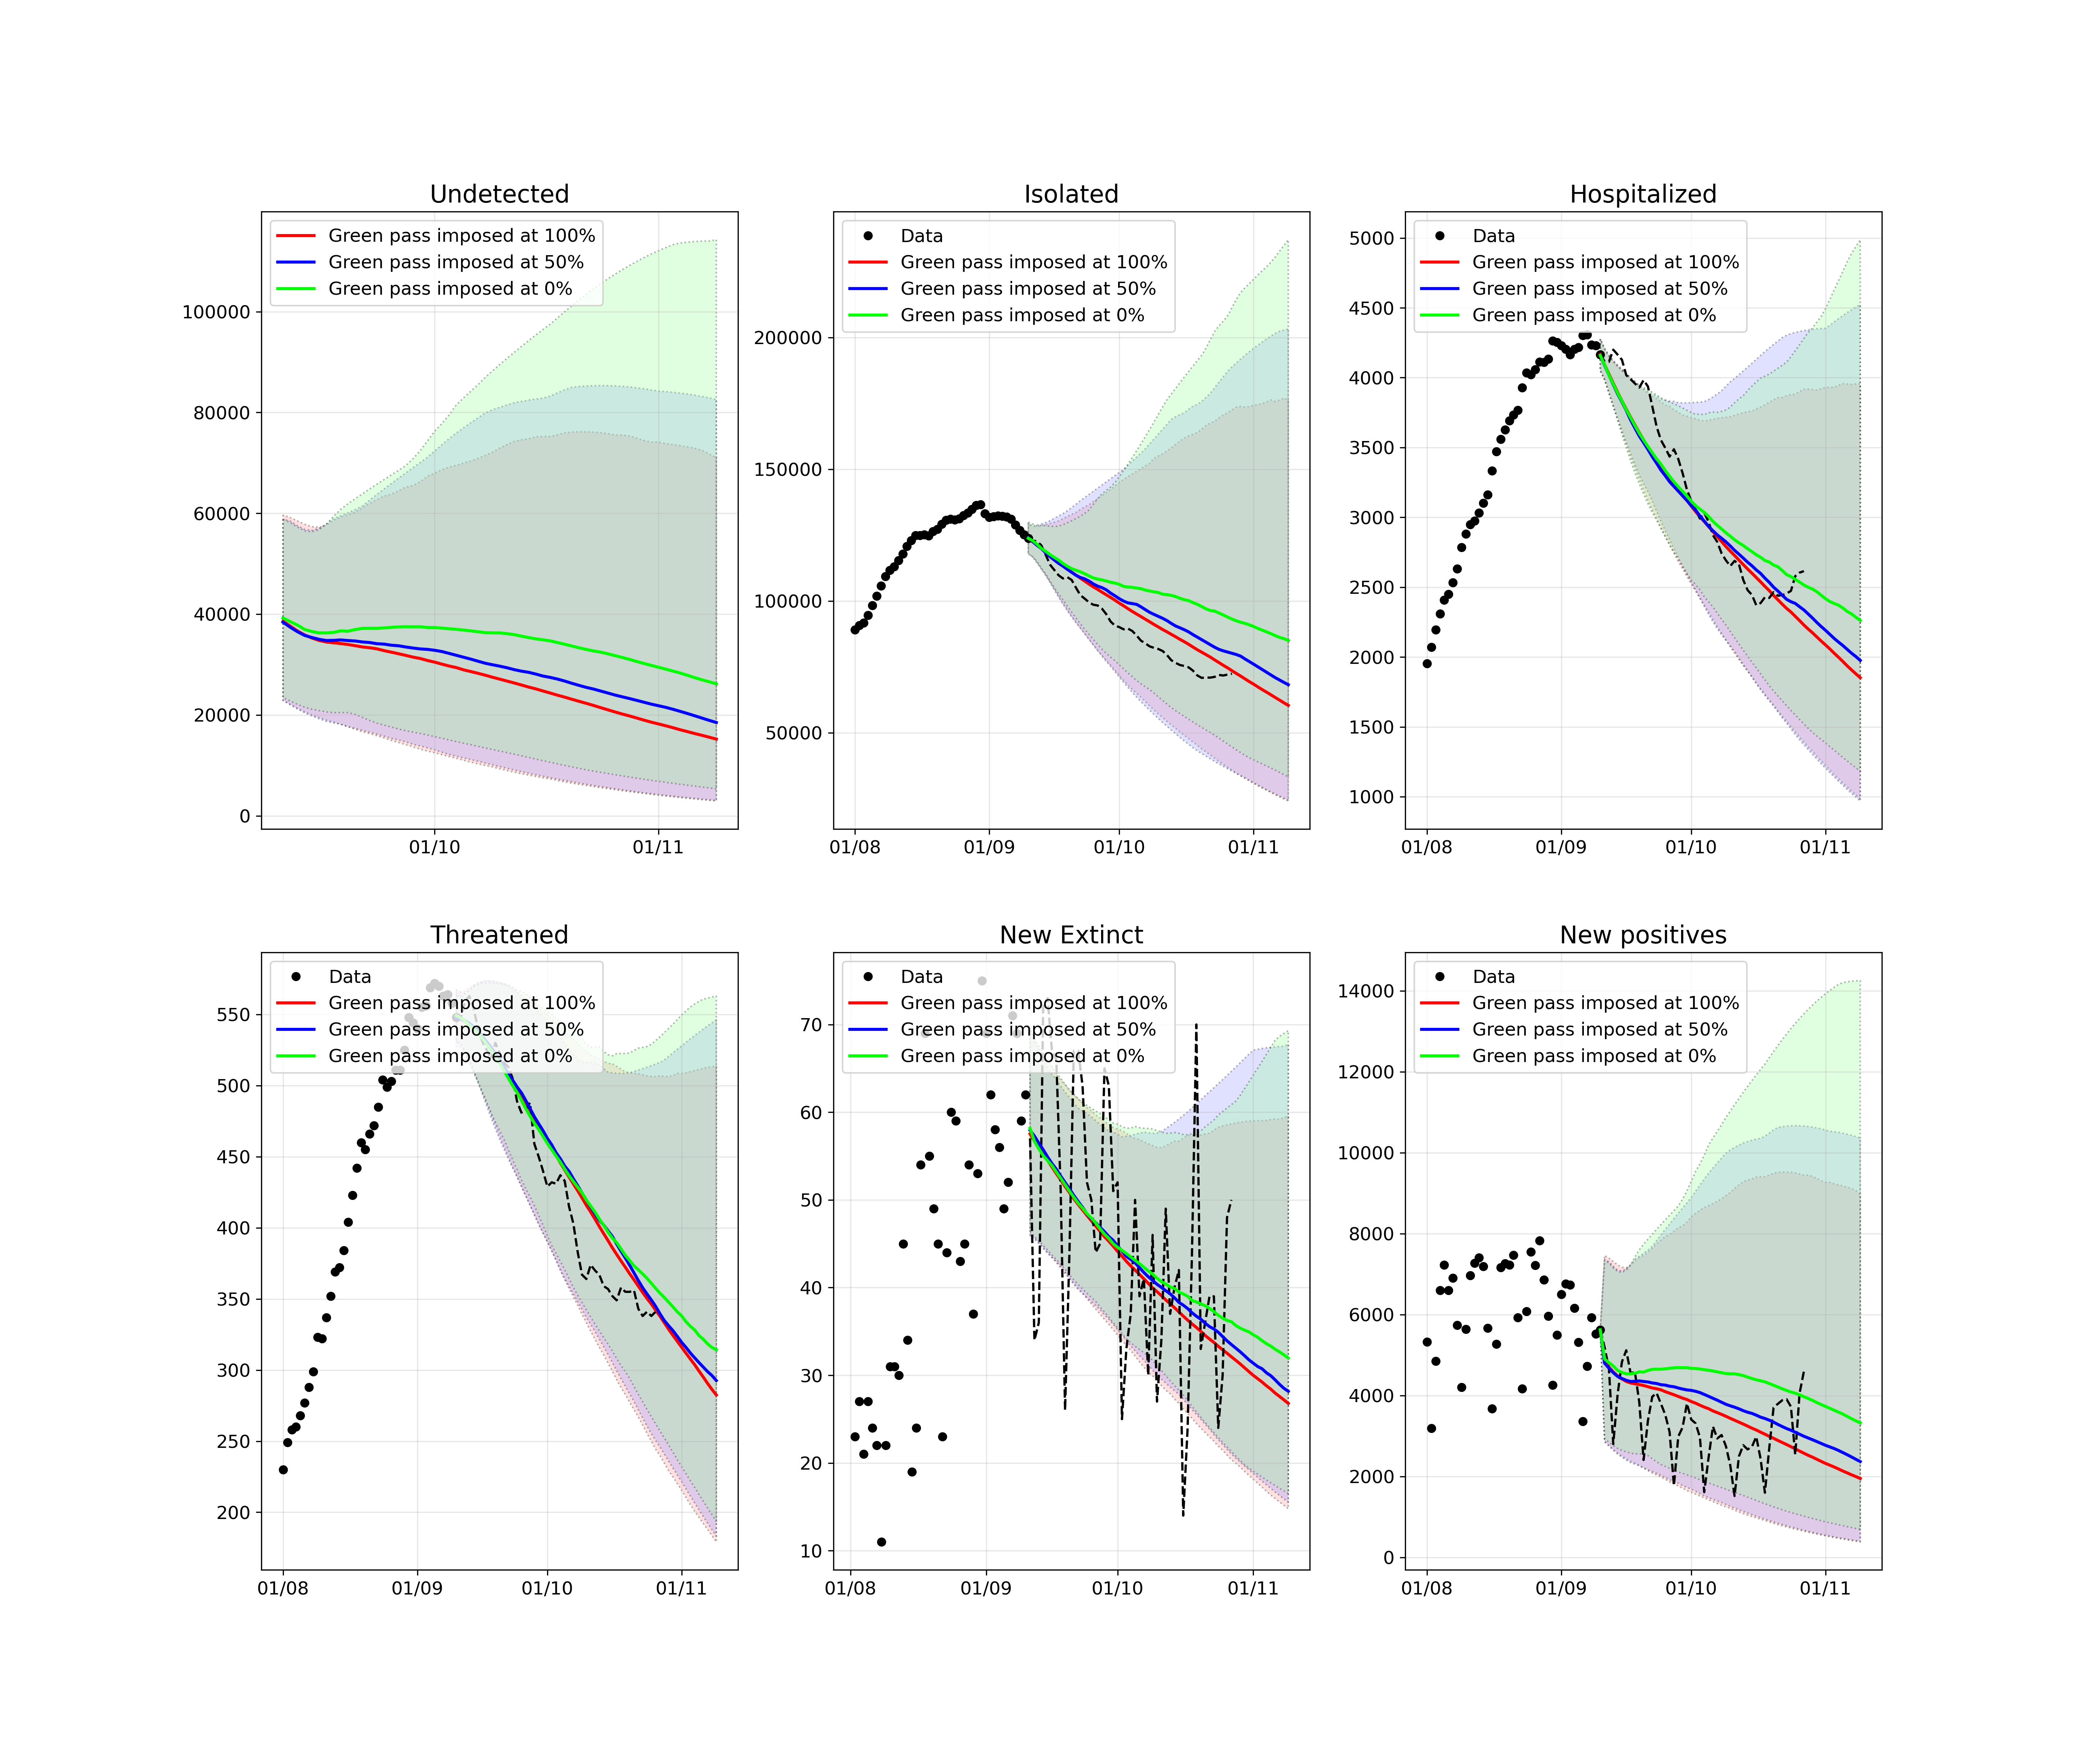 Undetected
Green pass imposed at 100%
Green pass imposed at 50%
Green pass imposed at 0%
100000
80000
60000
40000
20000
0
01/10
01/11
Isolated
Data
Green pass imposed at 100%
Green pass imposed at 50%
Green pass imposed at 0%
200000
150000
100000
50000
01/08
01/09
01/10
01/11
Hospitalized
Data
Green pass imposed at 100%
Green pass imposed at 50%
Green pass imposed at 0%
5000
4500
4000
3500
3000
2500
2000
1500
1000
01/08
01/09
01/10
01/11
Threatened
Data
Green pass imposed at 100%
Green pass imposed at 50%
Green pass imposed at 0%
550
500
450
400
350
300
250
200
01/08
01/09
01/10
01/11
New Extinct
Data
Green pass imposed at 100%
Green pass imposed at 50%
Green pass imposed at 0%
70
60
50
40
30
20
10
01/08
01/09
01/10
01/11
New positives
Data
Green pass imposed at 100%
Green pass imposed at 50%
Green pass imposed at 0%
14000
12000
10000
8000
6000
4000
2000
0
01/08
01/09
01/10
01/11